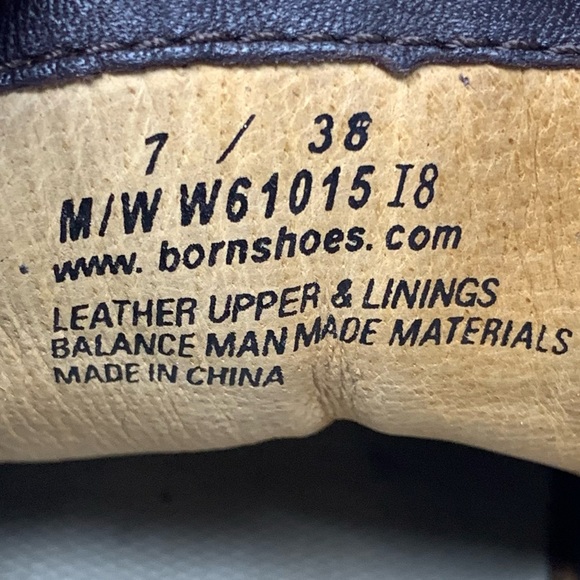 7 / 38
M/W W61015 I8
www. bornshoes. com
LEATHER UPPER & LININGS
BALANCE MAN MADE MATERIALS
MADE IN CHINA